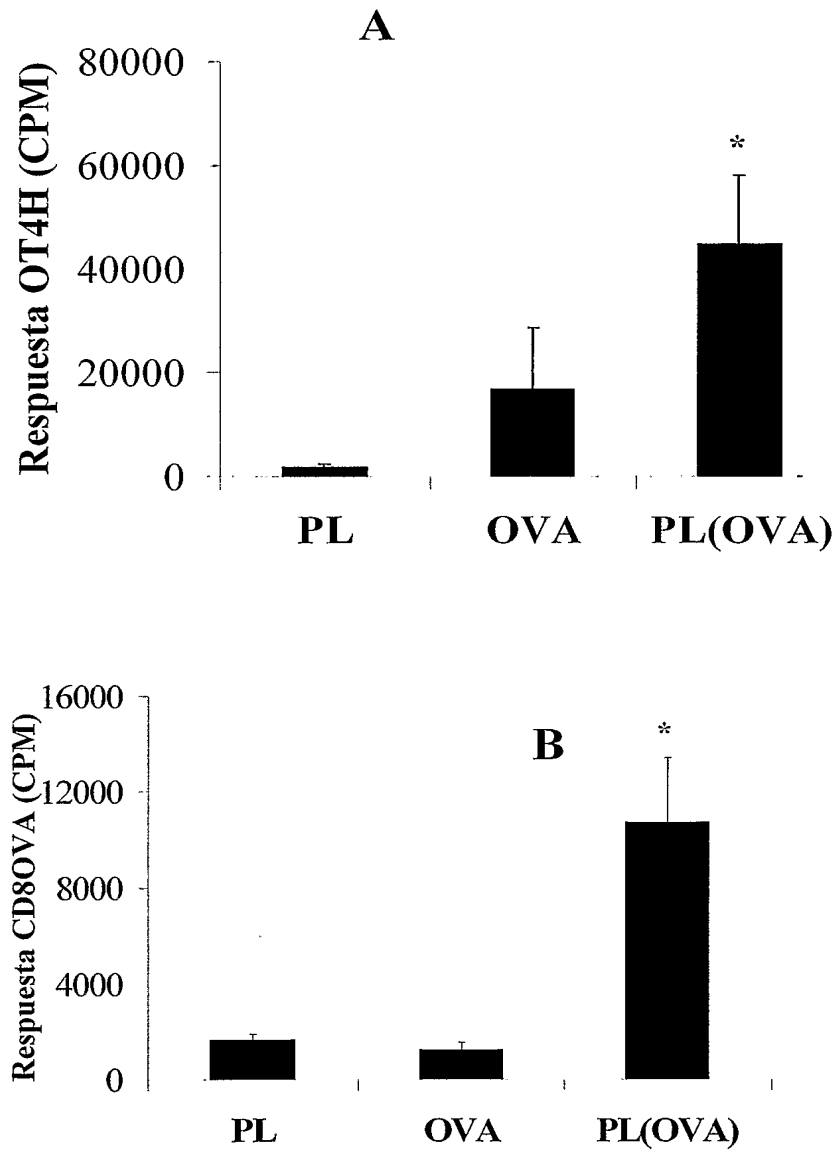 A
Respuesta OT4H (CPM)
80000
60000
40000
20000
0
*
PL OVA PL(OVA)
B
Respuesta CD8OVA (CPM)
16000
12000
8000
4000
0
*
PL OVA PL(OVA)